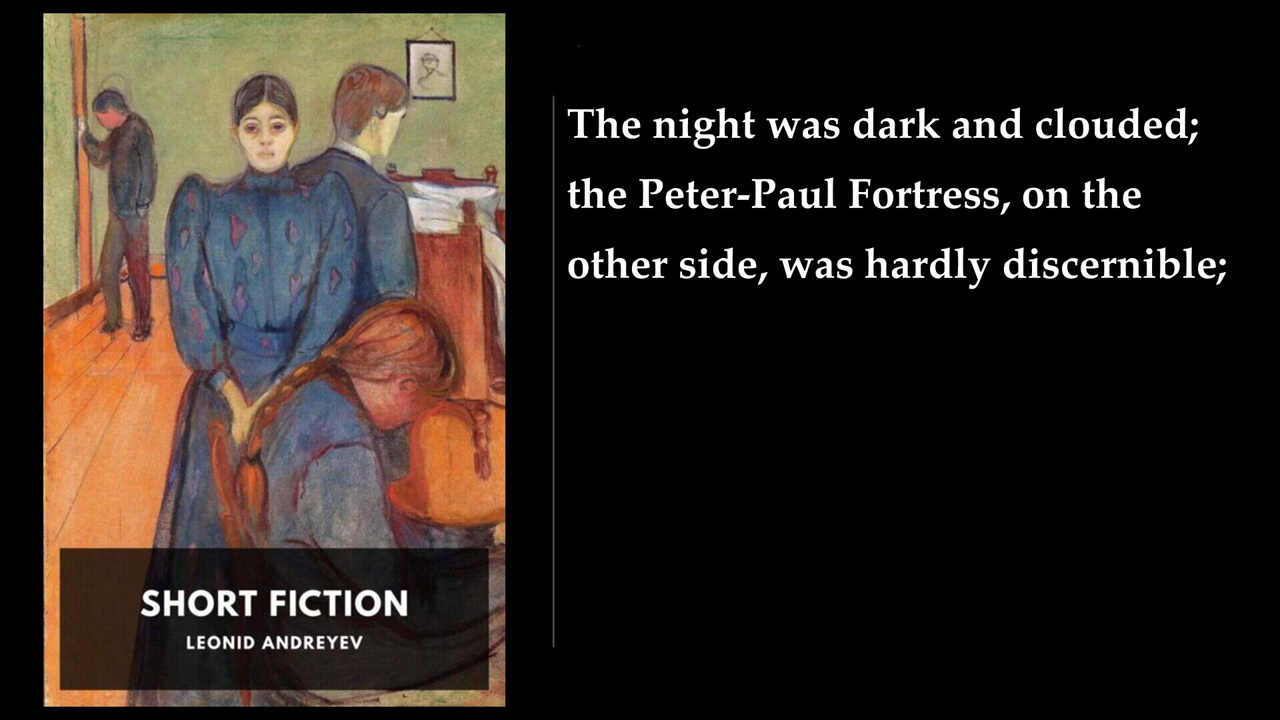 The night was dark and clouded;
the Peter-Paul Fortress, on the
other side, was hardly discernible;
SHORT FICTION
LEONID ANDREYEV